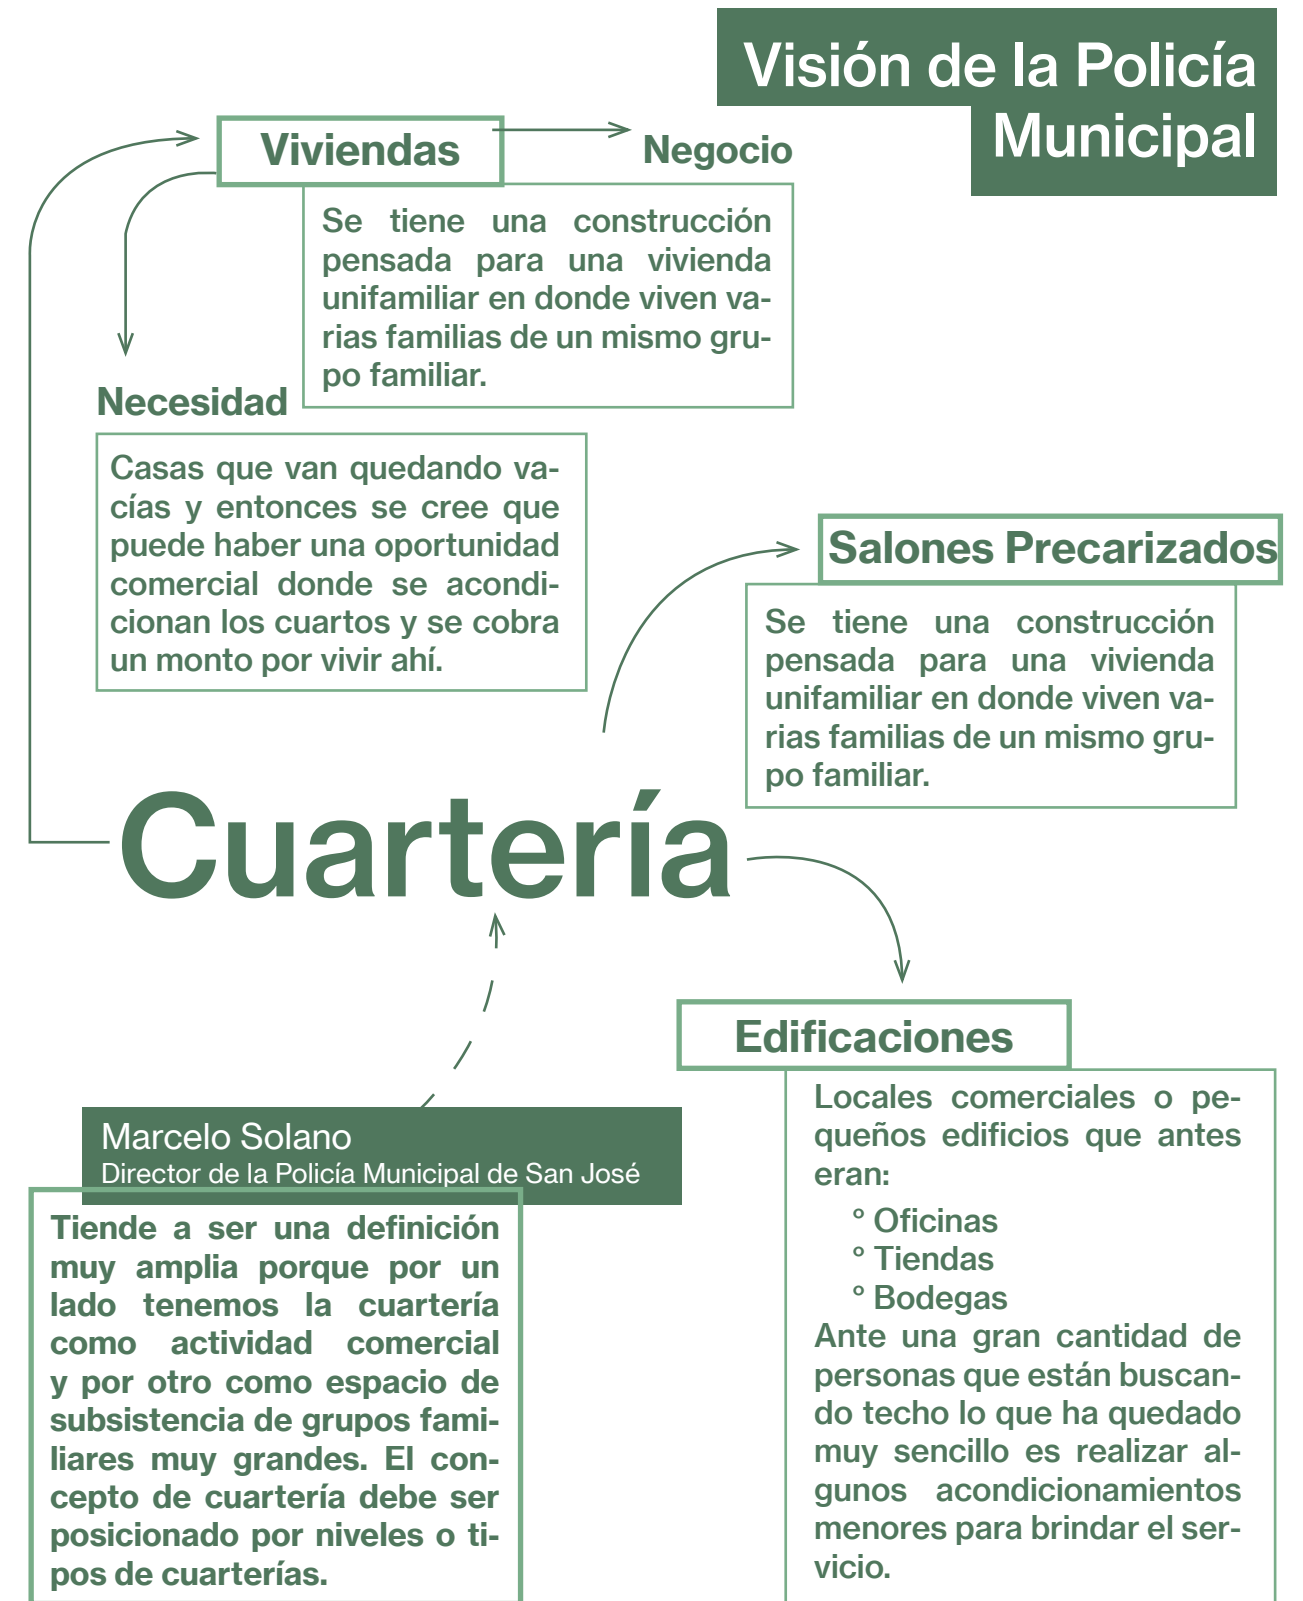 Visión de la Policía
Municipal
Viviendas
Negocio
Se tiene una construcción
pensada para una vivienda
unifamiliar en donde viven va-
rias familias de un mismo gru-
po familiar.
Necesidad
Casas que van quedando va-
cías y entonces se cree que
puede haber una oportunidad
comercial donde se acondi-
cionan los cuartos y se cobra
un monto por vivir ahí.
Salones Precarizados
Se tiene una construcción
pensada para una vivienda
unifamiliar en donde viven va-
rias familias de un mismo gru-
po familiar.
Cuartería
Edificaciones
Locales comerciales o pe-
queños edificios que antes
eran:
° Oficinas
° Tiendas
° Bodegas
Ante una gran cantidad de
personas que están buscan-
do techo lo que ha quedado
muy sencillo es realizar al-
gunos acondicionamientos
menores para brindar el ser-
vicio.
Marcelo Solano
Director de la Policía Municipal de San José
Tiende a ser una definición
muy amplia porque por un
lado tenemos la cuartería
como actividad comercial
y por otro como espacio de
subsistencia de grupos fami-
liares muy grandes. El con-
cepto de cuartería debe ser
posicionado por niveles o ti-
pos de cuarterías.